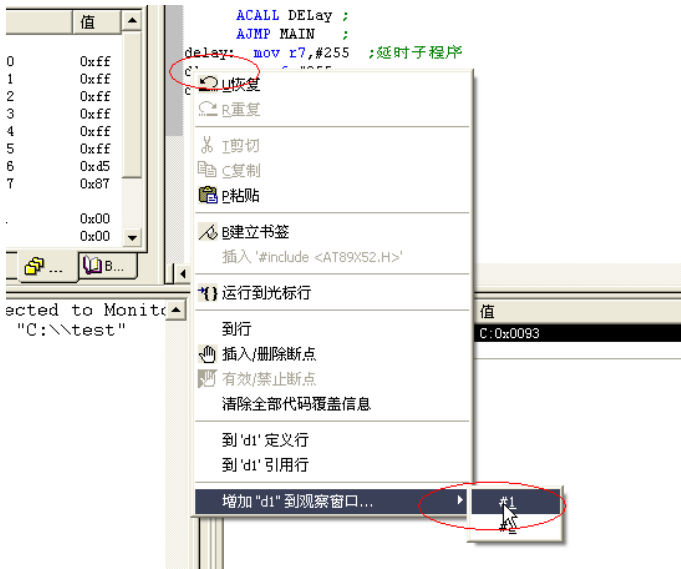 值
0 0xff
1 0xff
2 0xff
3 0xff
4 0xff
5 0xff
6 0xd5
7 0x87
0x00
0x00
... B...
ACALL DELay ;
AJMP MAIN ;
delay: mov r7,#255 ;延时子程序
U恢复
R重复
T剪切
C复制
P粘贴
B建立书签
插入 '#include <AT89X52.H>'
运行到光标行
到行
插入/删除断点
有效/禁止断点
清除全部代码覆盖信息
到 'd1' 定义行
到 'd1' 引用行
增加 "d1" 到观察窗口...
#1
ected to Monito
"C:\\test"
值
C:0x0093